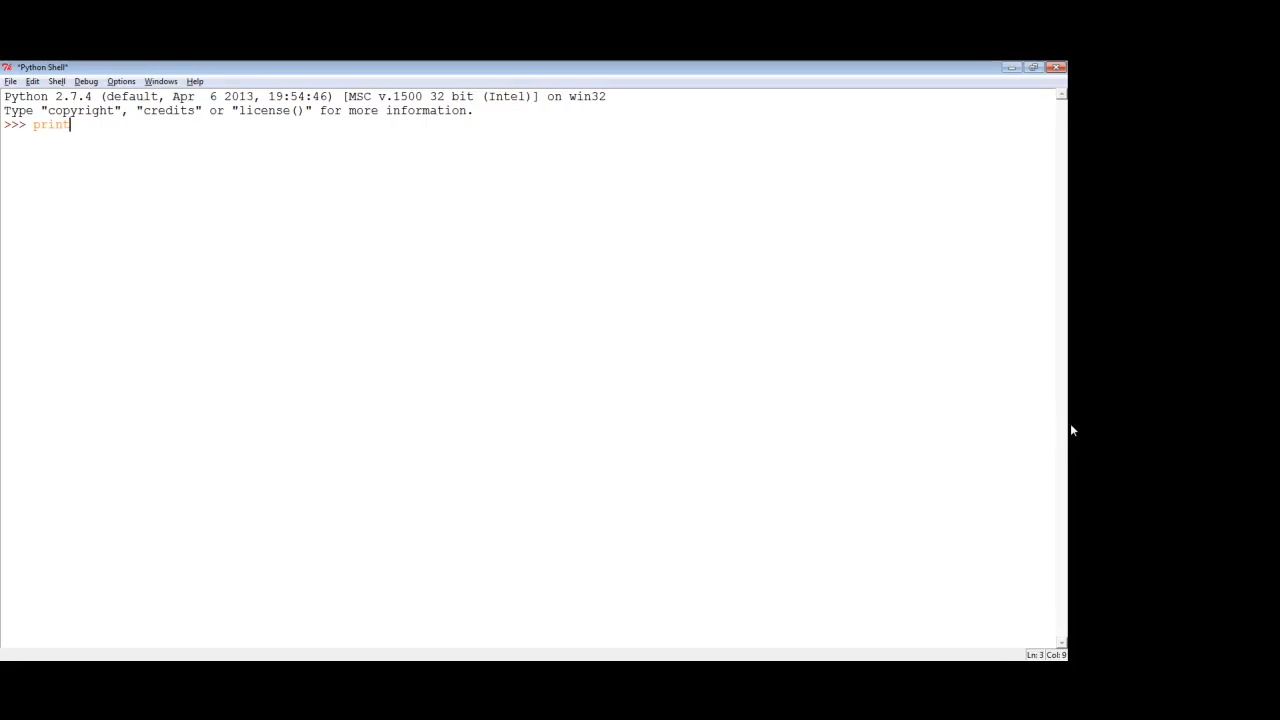 *Python Shell*
File Edit Shell Debug Options Windows Help
Python 2.7.4 (default, Apr  6 2013, 19:54:46) [MSC v.1500 32 bit (Intel)] on win32
Type "copyright", "credits" or "license()" for more information.
>>> print
Ln: 3 Col: 9